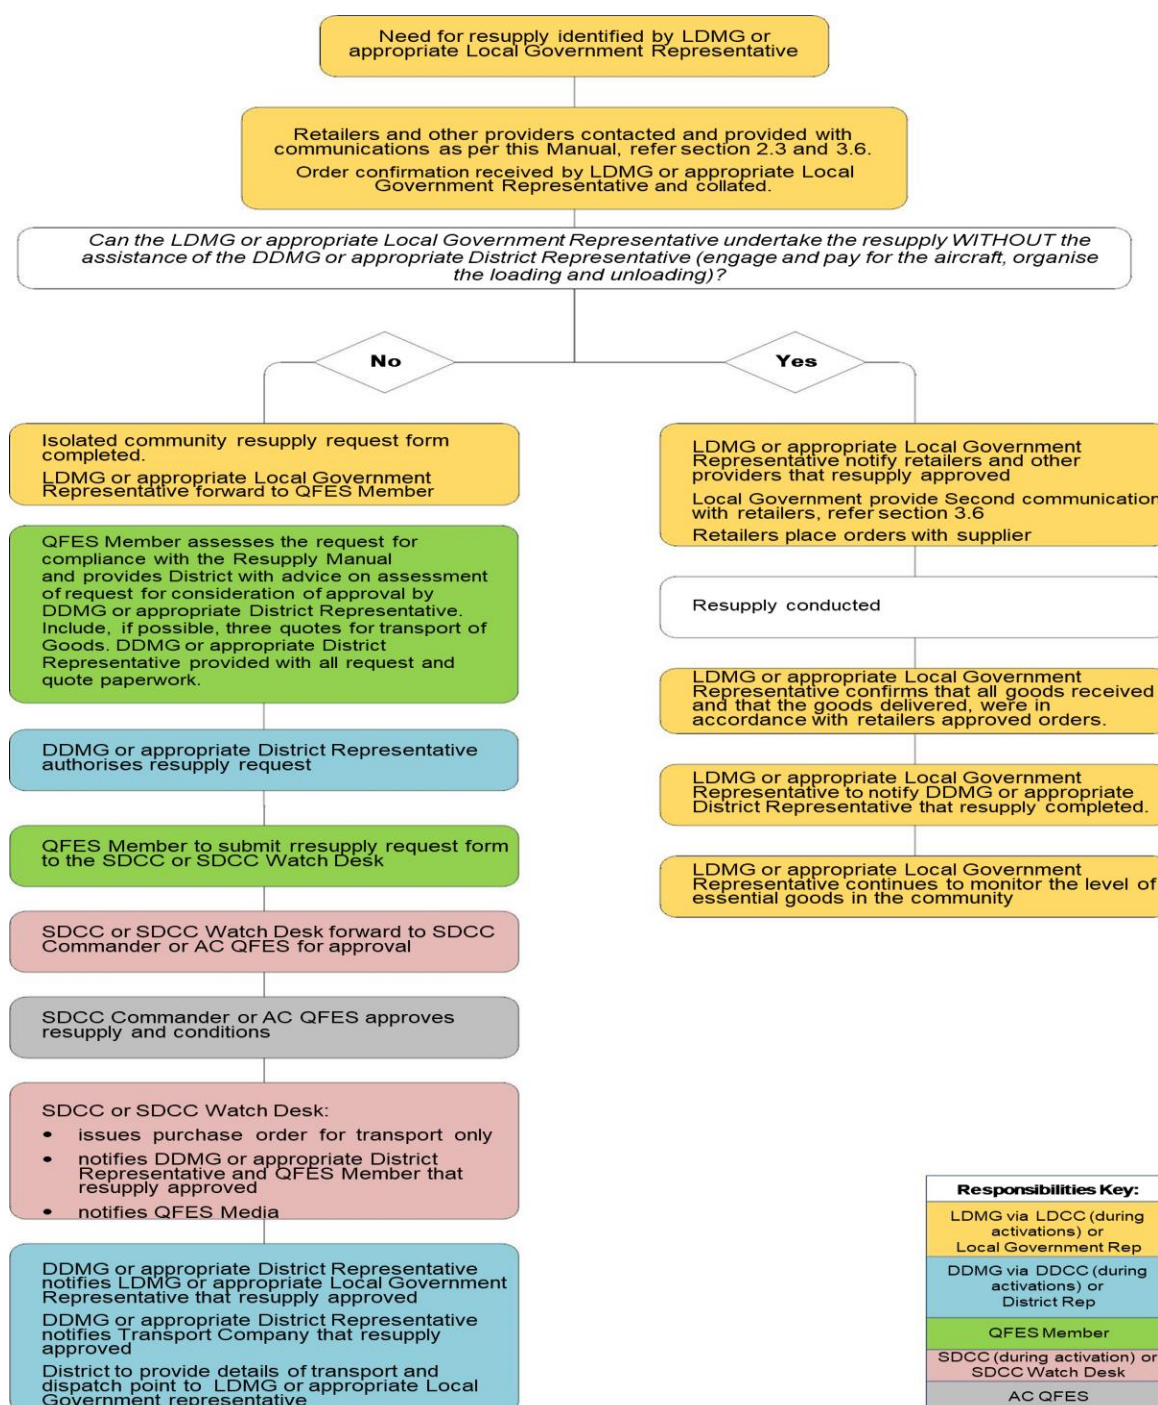 Need for resupply identified by LDMG or
appropriate Local Government Representative
Retailers and other providers contacted and provided with
communications as per this Manual, refer section 2.3 and 3.6.
Order confirmation received by LDMG or appropriate Local
Government Representative and collated.
Can the LDMG or appropriate Local Government Representative undertake the resupply WITHOUT the
assistance of the DDMG or appropriate District Representative (engage and pay for the aircraft, organise
the loading and unloading)?
No
Yes
Isolated community resupply request form
completed.
LDMG or appropriate Local Government
Representative forward to QFES Member
QFES Member assesses the request for
compliance with the Resupply Manual
and provides District with advice on assessment
of request for consideration of approval by
DDMG or appropriate District Representative.
Include, if possible, three quotes for transport of
Goods. DDMG or appropriate District
Representative provided with all request and
quote paperwork.
DDMG or appropriate District Representative
authorises resupply request
QFES Member to submit rresupply request form
to the SDCC or SDCC Watch Desk
SDCC or SDCC Watch Desk forward to SDCC
Commander or AC QFES for approval
SDCC Commander or AC QFES approves
resupply and conditions
SDCC or SDCC Watch Desk:
• issues purchase order for transport only
• notifies DDMG or appropriate District
Representative and QFES Member that
resupply approved
• notifies QFES Media
DDMG or appropriate District Representative
notifies LDMG or appropriate Local Government
Representative that resupply approved
DDMG or appropriate District Representative
notifies Transport Company that resupply
approved
District to provide details of transport and
dispatch point to LDMG or appropriate Local
Government representative
LDMG or appropriate Local Government
Representative notify retailers and other
providers that resupply approved
Local Government provide Second communication
with retailers, refer section 3.6
Retailers place orders with supplier
Resupply conducted
LDMG or appropriate Local Government
Representative confirms that all goods received
and that the goods delivered, were in
accordance with retailers approved orders.
LDMG or appropriate Local Government
Representative to notify DDMG or appropriate
District Representative that resupply completed.
LDMG or appropriate Local Government
Representative continues to monitor the level of
essential goods in the community
Responsibilities Key:
LDMG via LDCC (during
activations) or
Local Government Rep
DDMG via DDCC (during
activations) or
District Rep
QFES Member
SDCC (during activation) or
SDCC Watch Desk
AC QFES